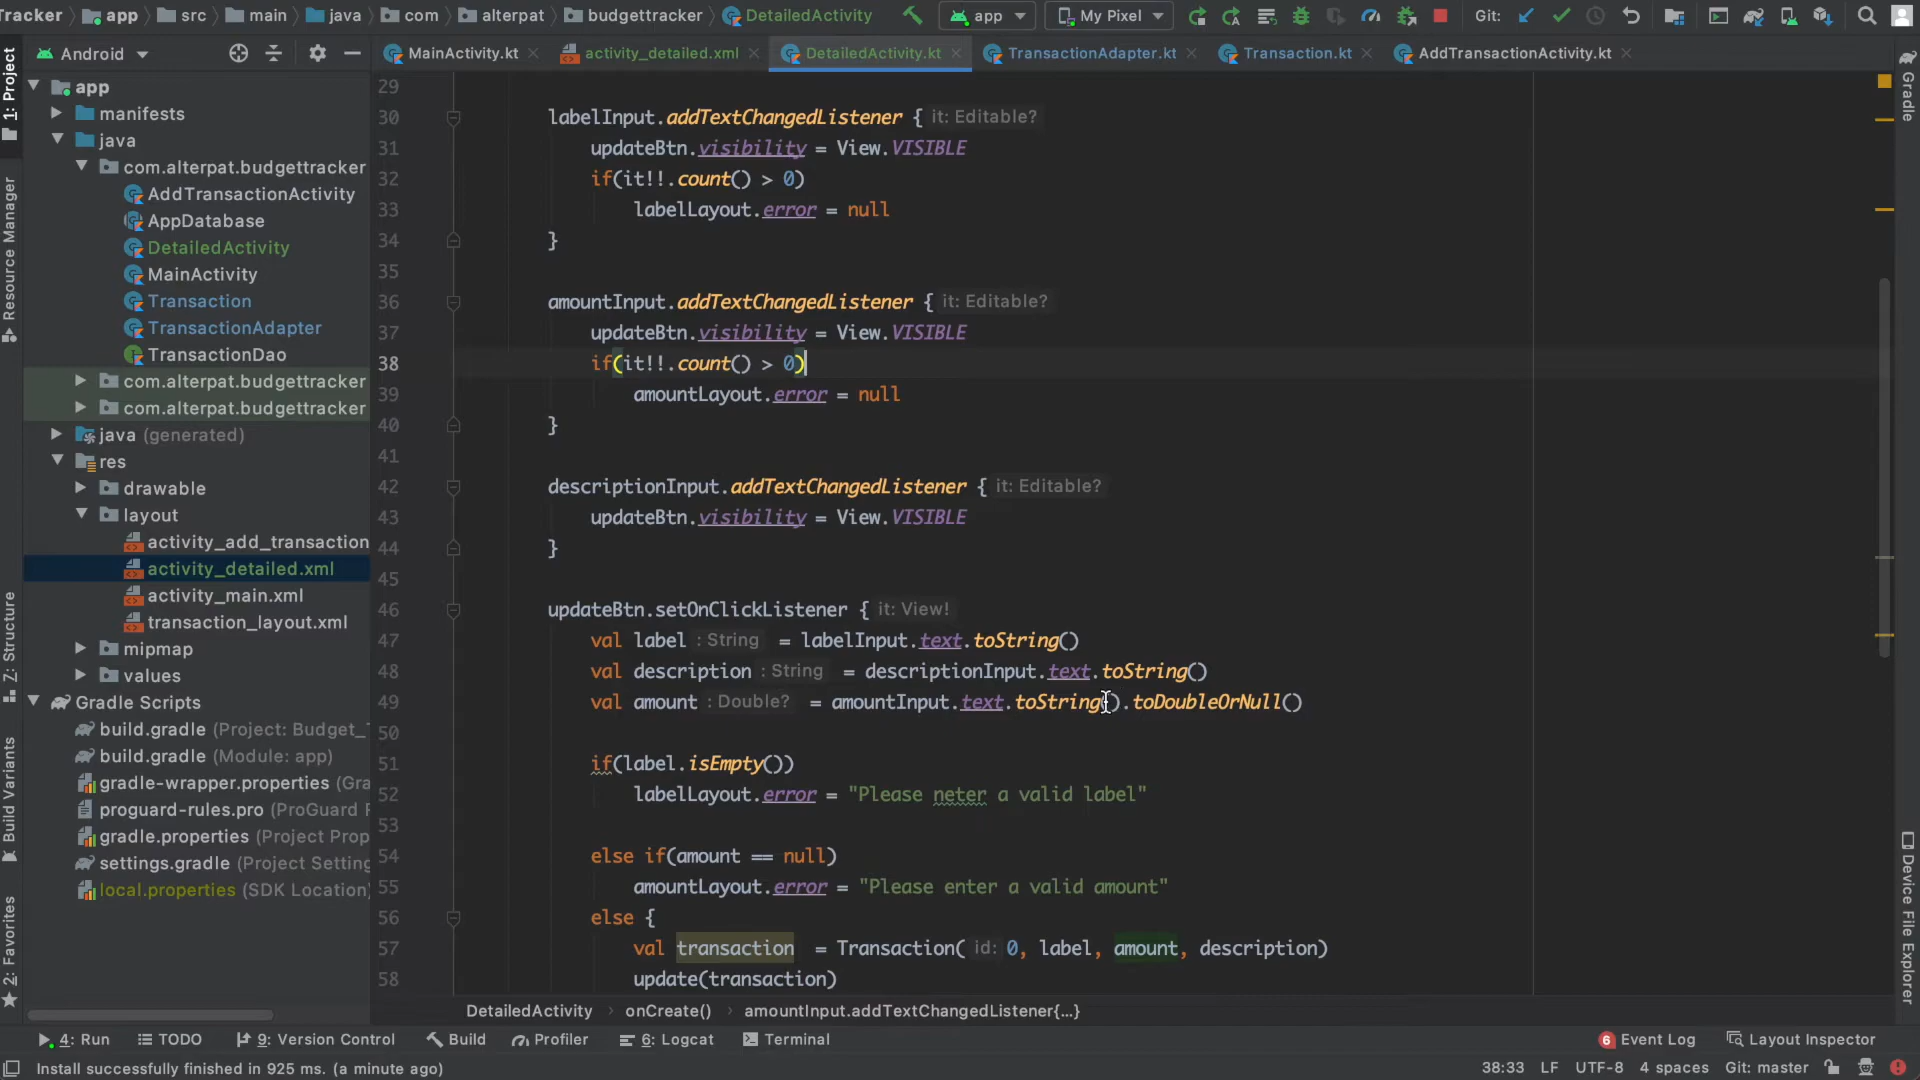 Tracker app src main java com alterpat budgettracker DetailedActivity app My Pixel Git:
Android
MainActivity.kt activity_detailed.xml DetailedActivity.kt TransactionAdapter.kt Transaction.kt AddTransactionActivity.kt
1: Project
Resource Manager
Z: Structure
Build Variants
2: Favorites
app
manifests
java
com.alterpat.budgettracker
AddTransactionActivity
AppDatabase
DetailedActivity
MainActivity
Transaction
TransactionAdapter
TransactionDao
com.alterpat.budgettracker
com.alterpat.budgettracker
java (generated)
res
drawable
layout
activity_add_transaction
activity_detailed.xml
activity_main.xml
transaction_layout.xml
mipmap
values
Gradle Scripts
build.gradle (Project: Budget_
build.gradle (Module: app)
gradle-wrapper.properties (Gra
proguard-rules.pro (ProGuard
gradle.properties (Project Prop
settings.gradle (Project Setting
local.properties (SDK Location)
29
30 labelInput.addTextChangedListener { it: Editable?
31 updateBtn.visibility = View.VISIBLE
32 if(it!!.count() > 0)
33 labelLayout.error = null
34 }
35
36 amountInput.addTextChangedListener { it: Editable?
37 updateBtn.visibility = View.VISIBLE
38 if(it!!.count() > 0)
39 amountLayout.error = null
40 }
41
42 descriptionInput.addTextChangedListener { it: Editable?
43 updateBtn.visibility = View.VISIBLE
44 }
45
46 updateBtn.setOnClickListener { it: View!
47 val label : String = labelInput.text.toString()
48 val description : String = descriptionInput.text.toString()
49 val amount : Double? = amountInput.text.toString().toDoubleOrNull()
50
51 if(label.isEmpty())
52 labelLayout.error = "Please neter a valid label"
53
54 else if(amount == null)
55 amountLayout.error = "Please enter a valid amount"
56 else {
57 val transaction = Transaction( id: 0, label, amount, description)
58 update(transaction)
DetailedActivity onCreate() amountInput.addTextChangedListener{...}
Gradle
Device File Explorer
4: Run TODO 9: Version Control Build Profiler 6: Logcat Terminal 6 Event Log Layout Inspector
Install successfully finished in 925 ms. (a minute ago) 38:33 LF UTF-8 4 spaces Git: master